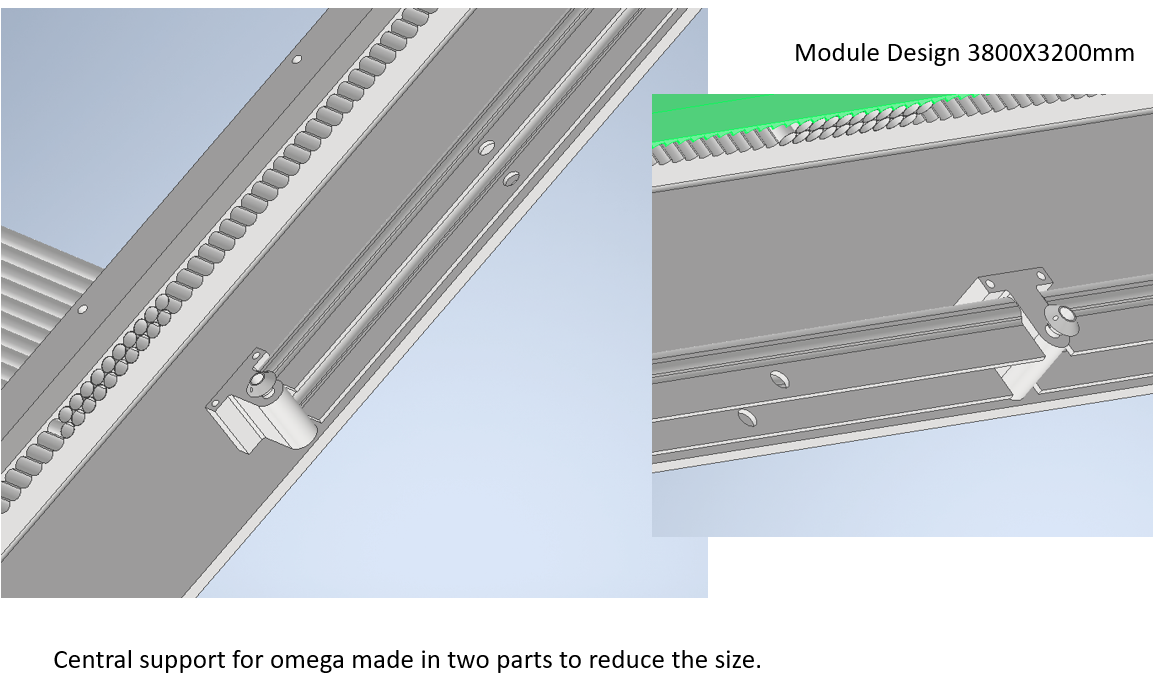 Module Design 3800X3200mm
Central support for omega made in two parts to reduce the size.